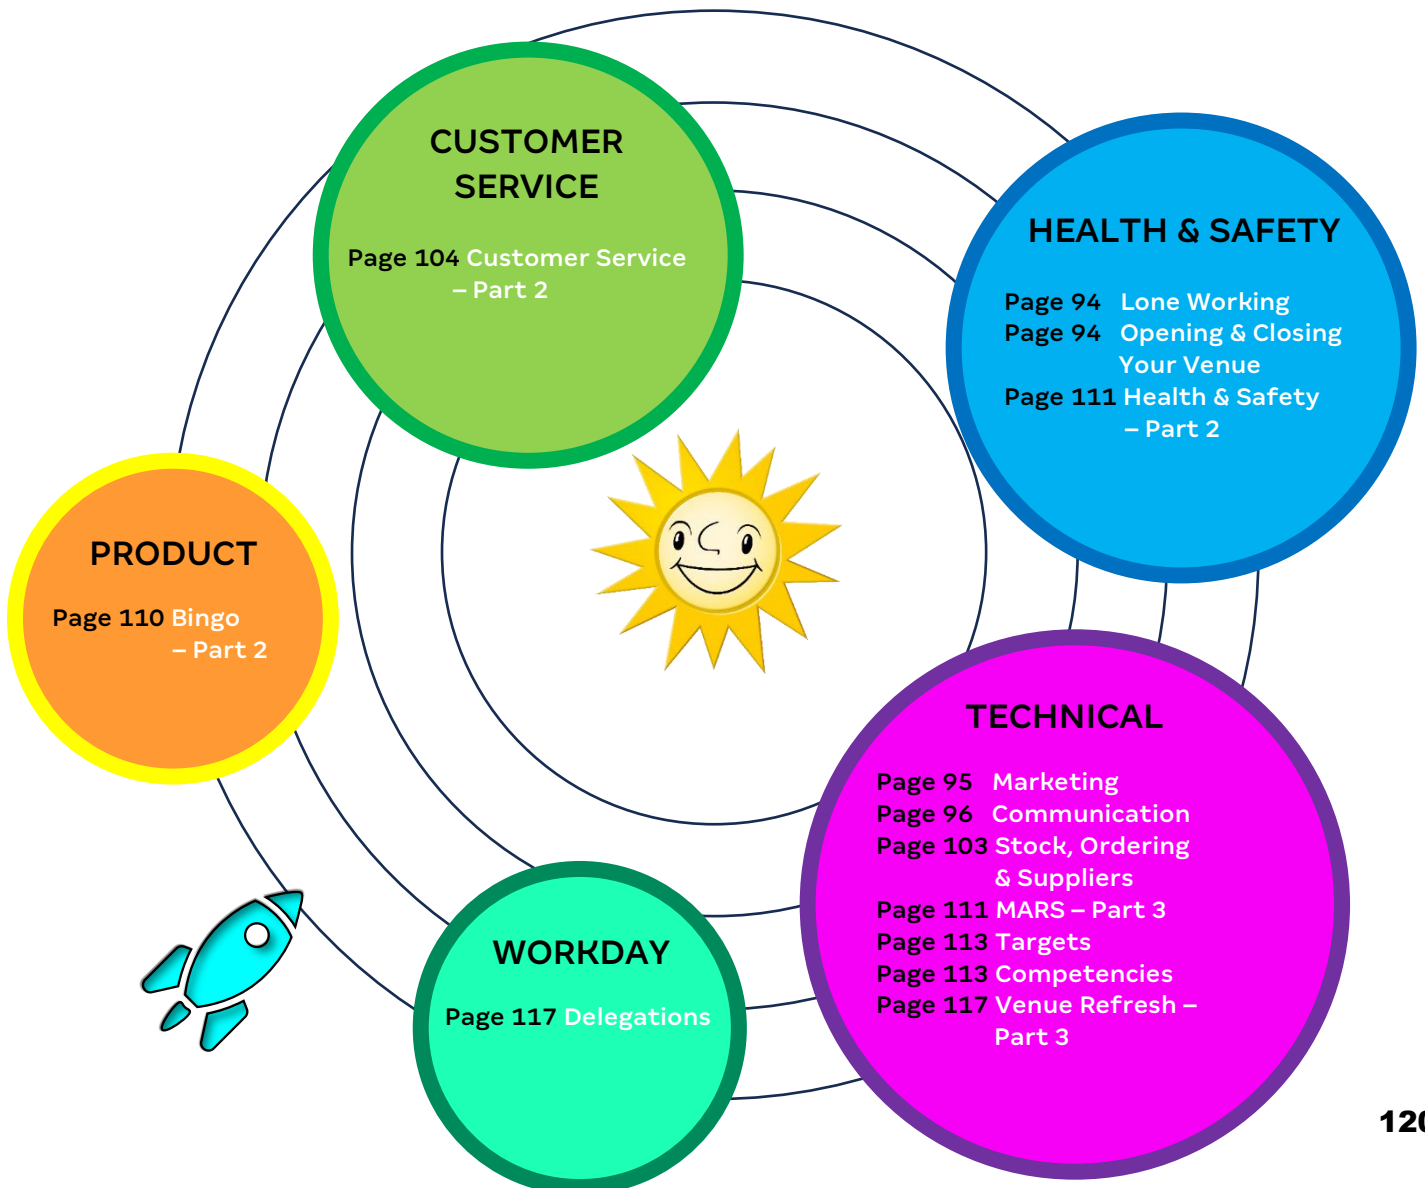 CUSTOMER
SERVICE
Page 104 Customer Service
– Part 2
HEALTH & SAFETY
Page 94 Lone Working
Page 94 Opening & Closing
Your Venue
Page 111 Health & Safety
– Part 2
PRODUCT
Page 110 Bingo
– Part 2
TECHNICAL
Page 95 Marketing
Page 96 Communication
Page 103 Stock, Ordering
& Suppliers
Page 111 MARS – Part 3
Page 113 Targets
Page 113 Competencies
Page 117 Venue Refresh –
Part 3
WORKDAY
Page 117 Delegations
120